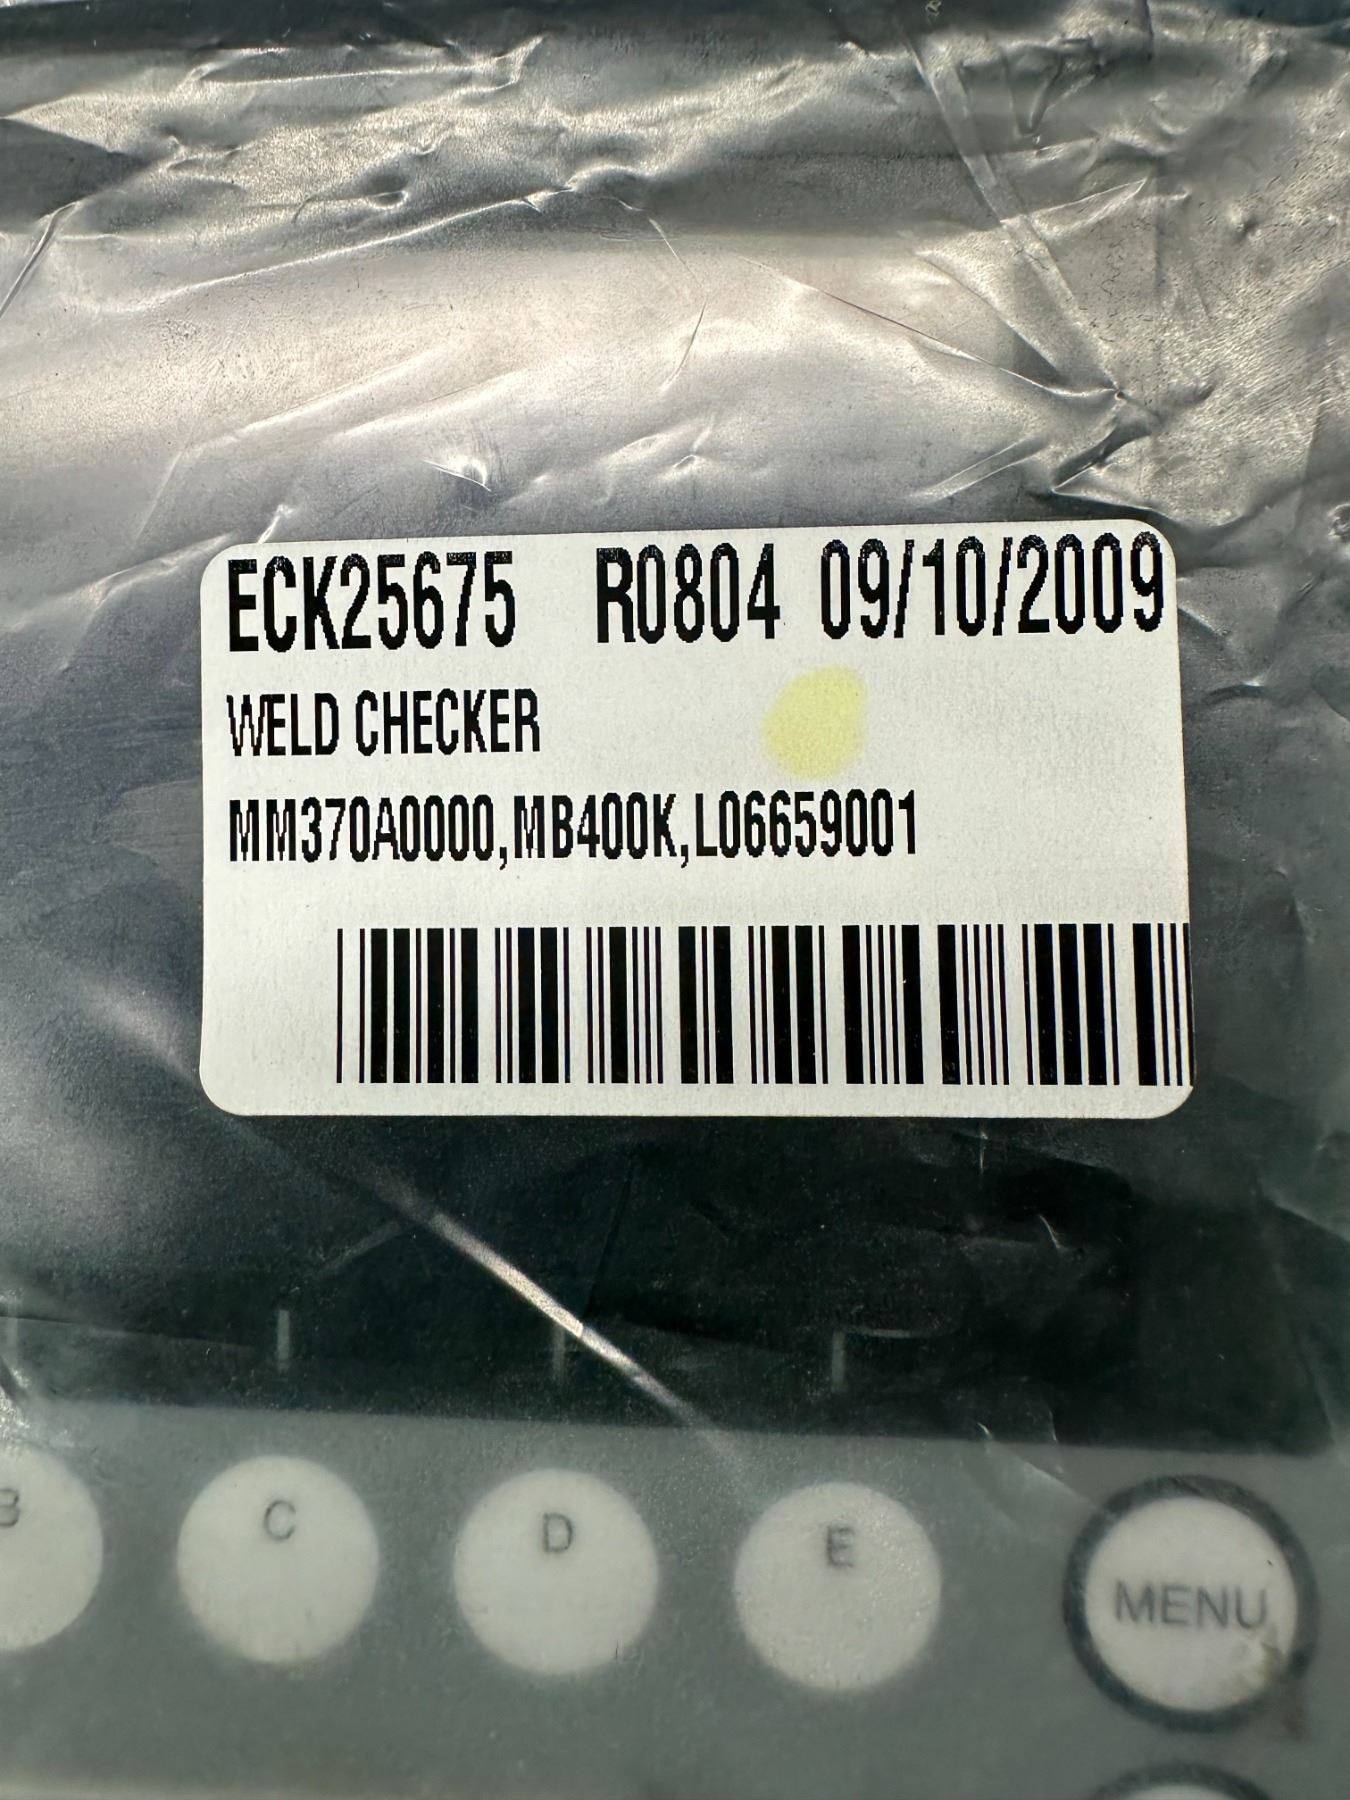 ECK25675 R0804 09/10/2009
WELD CHECKER
MM370A0000,MB400K,L06659001
B C D E
MENU